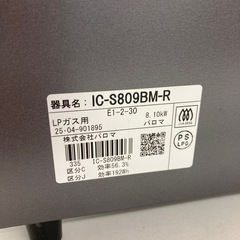 器具名: IC-S809BM-R
E1-2-30
LPガス用 8.10kW
25·04-901895 パロマ
株式会社パロマ
335 IC-S809BM-R
区分C 効率56.3%
区分J 効率192Wh
PS
LPG